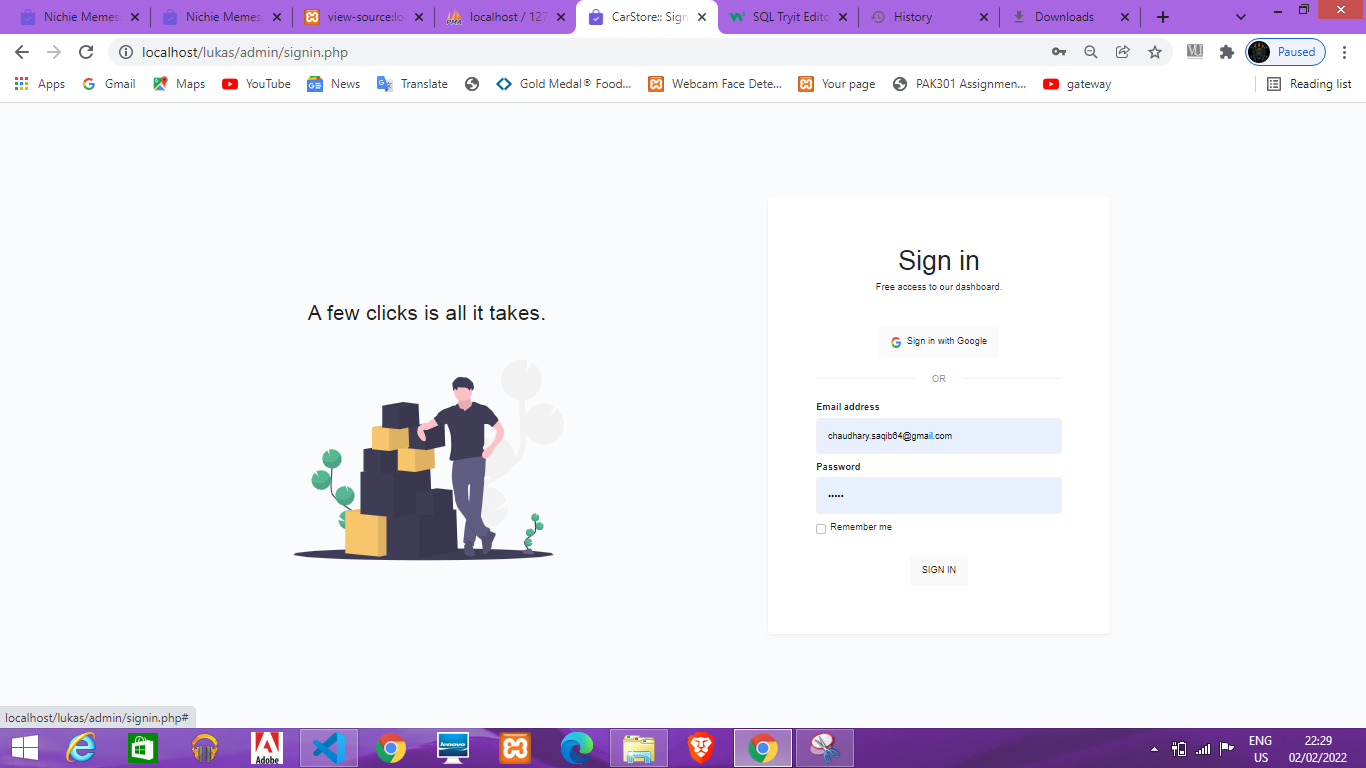 Nichie Memes
Nichie Memes
view-source:lo
localhost / 127
CarStore:: Sign
SQL Tryit Edito
History
Downloads
localhost/lukas/admin/signin.php
Paused
Apps
Gmail
Maps
YouTube
News
Translate
Gold Medal® Food...
Webcam Face Dete...
Your page
PAK301 Assignmen...
gateway
Reading list
A few clicks is all it takes.
Sign in
Free access to our dashboard.
Sign in with Google
OR
Email address
chaudhary.saqib64@gmail.com
Password
•••••
Remember me
SIGN IN
localhost/lukas/admin/signin.php#
Adobe
lenovo
ENG
US
22:29
02/02/2022